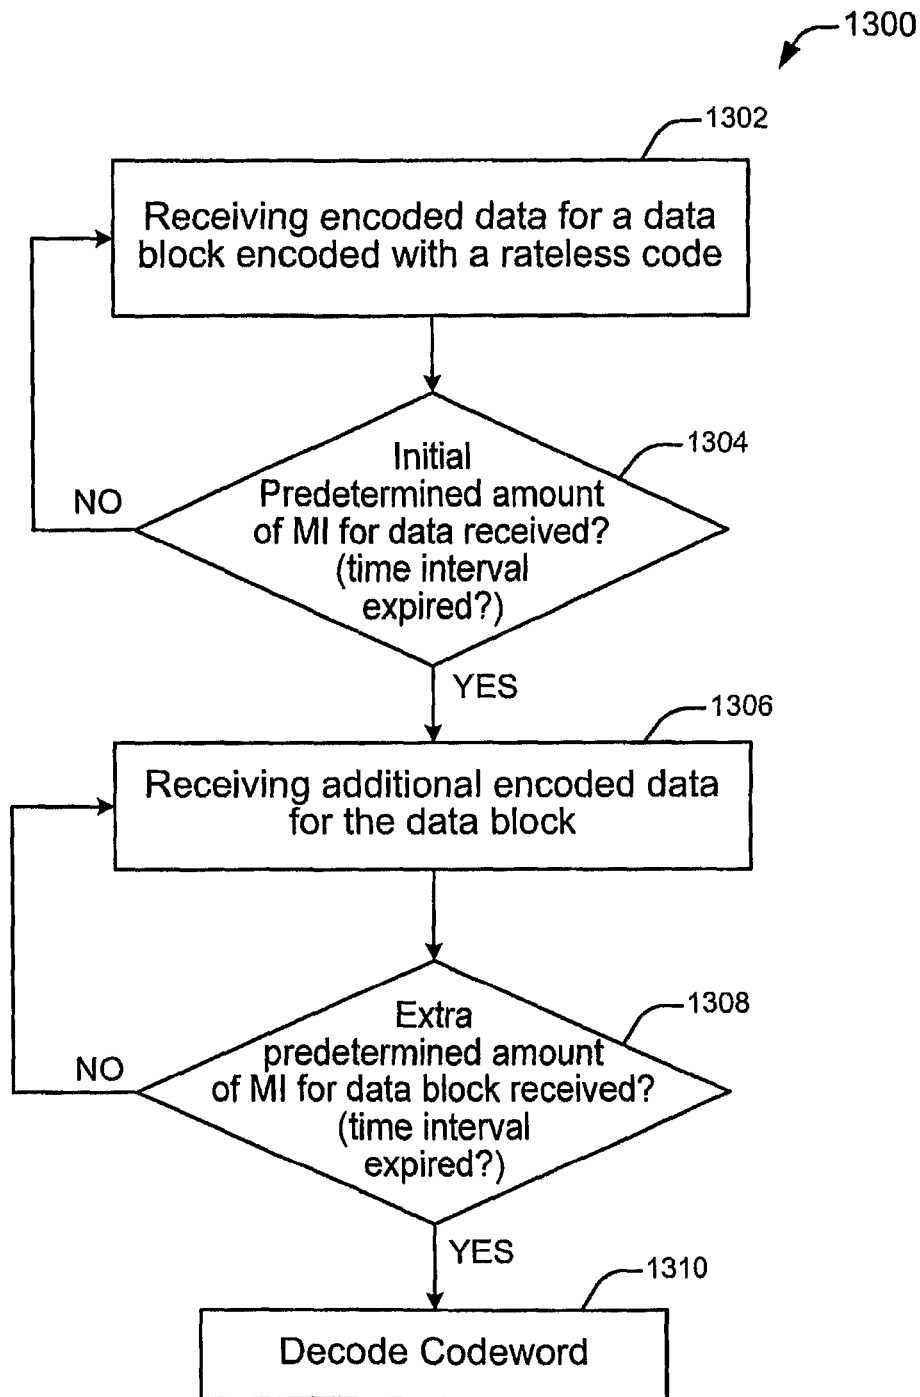 1300
1302
Receiving encoded data for a data
block encoded with a rateless code
1304
Initial
Predetermined amount
of MI for data received?
(time interval
expired?)
NO
YES
1306
Receiving additional encoded data
for the data block
1308
Extra
predetermined amount
of MI for data block received?
(time interval
expired?)
NO
YES
1310
Decode Codeword